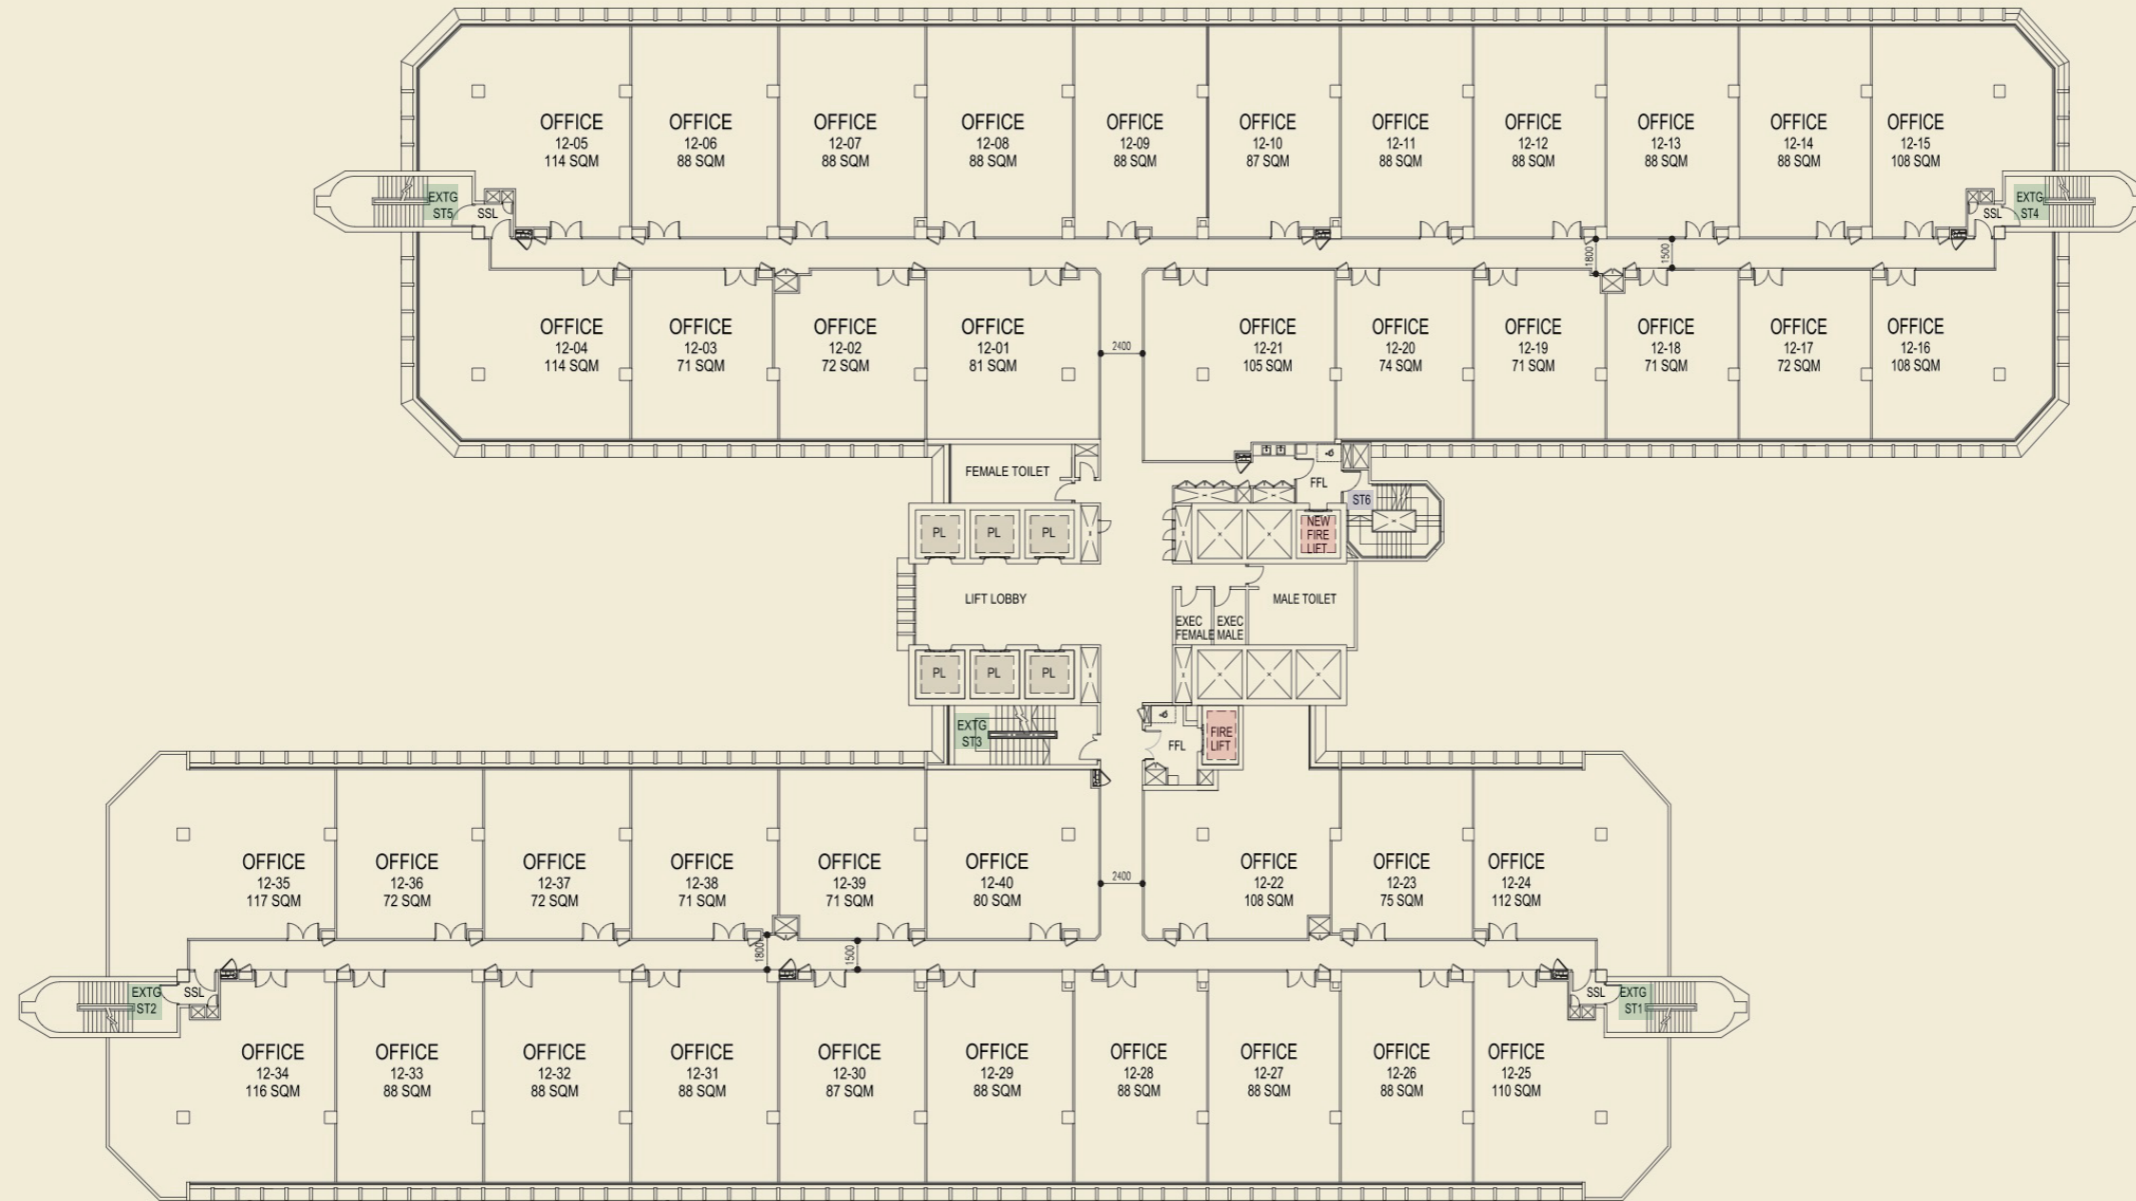 OFFICE
12-05
114 SQM
OFFICE
12-06
88 SQM
OFFICE
12-07
88 SQM
OFFICE
12-08
88 SQM
OFFICE
12-09
88 SQM
OFFICE
12-10
87 SQM
OFFICE
12-11
88 SQM
OFFICE
12-12
88 SQM
OFFICE
12-13
88 SQM
OFFICE
12-14
88 SQM
OFFICE
12-15
108 SQM
EXTG
ST5
SSL
SSL
EXTG
ST4
1800
1500
OFFICE
12-04
114 SQM
OFFICE
12-03
71 SQM
OFFICE
12-02
72 SQM
OFFICE
12-01
81 SQM
2400
OFFICE
12-21
105 SQM
OFFICE
12-20
74 SQM
OFFICE
12-19
71 SQM
OFFICE
12-18
71 SQM
OFFICE
12-17
72 SQM
OFFICE
12-16
108 SQM
FEMALE TOILET
FFL
ST6
PL
PL
PL
NEW
FIRE
LIFT
LIFT LOBBY
EXEC
FEMALE
EXEC
MALE
MALE TOILET
PL
PL
PL
EXTG
ST3
FFL
FIRE
LIFT
OFFICE
12-35
117 SQM
OFFICE
12-36
72 SQM
OFFICE
12-37
72 SQM
OFFICE
12-38
71 SQM
OFFICE
12-39
71 SQM
OFFICE
12-40
80 SQM
2400
OFFICE
12-22
108 SQM
OFFICE
12-23
75 SQM
OFFICE
12-24
112 SQM
1800
1500
EXTG
ST2
SSL
SSL
EXTG
ST1
OFFICE
12-34
116 SQM
OFFICE
12-33
88 SQM
OFFICE
12-32
88 SQM
OFFICE
12-31
88 SQM
OFFICE
12-30
87 SQM
OFFICE
12-29
88 SQM
OFFICE
12-28
88 SQM
OFFICE
12-27
88 SQM
OFFICE
12-26
88 SQM
OFFICE
12-25
110 SQM